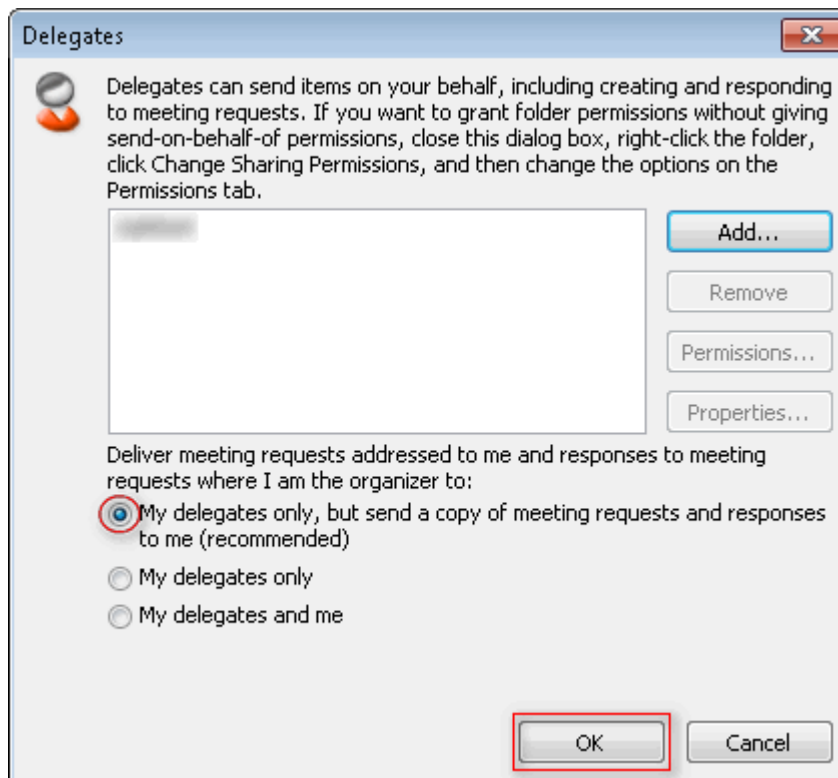 Delegates
Delegates can send items on your behalf, including creating and responding
to meeting requests. If you want to grant folder permissions without giving
send-on-behalf-of permissions, close this dialog box, right-click the folder,
click Change Sharing Permissions, and then change the options on the
Permissions tab.
Add...
Remove
Permissions...
Properties...
Deliver meeting requests addressed to me and responses to meeting
requests where I am the organizer to:
My delegates only, but send a copy of meeting requests and responses
to me (recommended)
My delegates only
My delegates and me
OK
Cancel